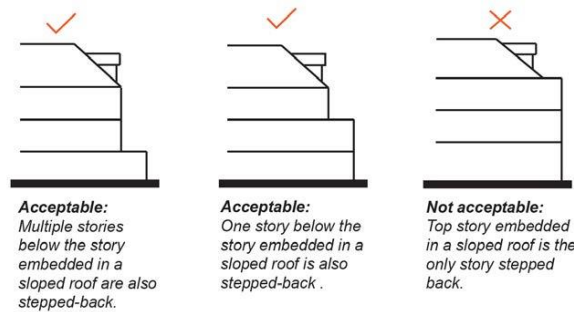 Acceptable:
Multiple stories
below the story
embedded in a
sloped roof are also
stepped-back.
Acceptable:
One story below the
story embedded in a
sloped roof is also
stepped-back .
Not acceptable:
Top story embedded
in a sloped roof is the
only story stepped
back.